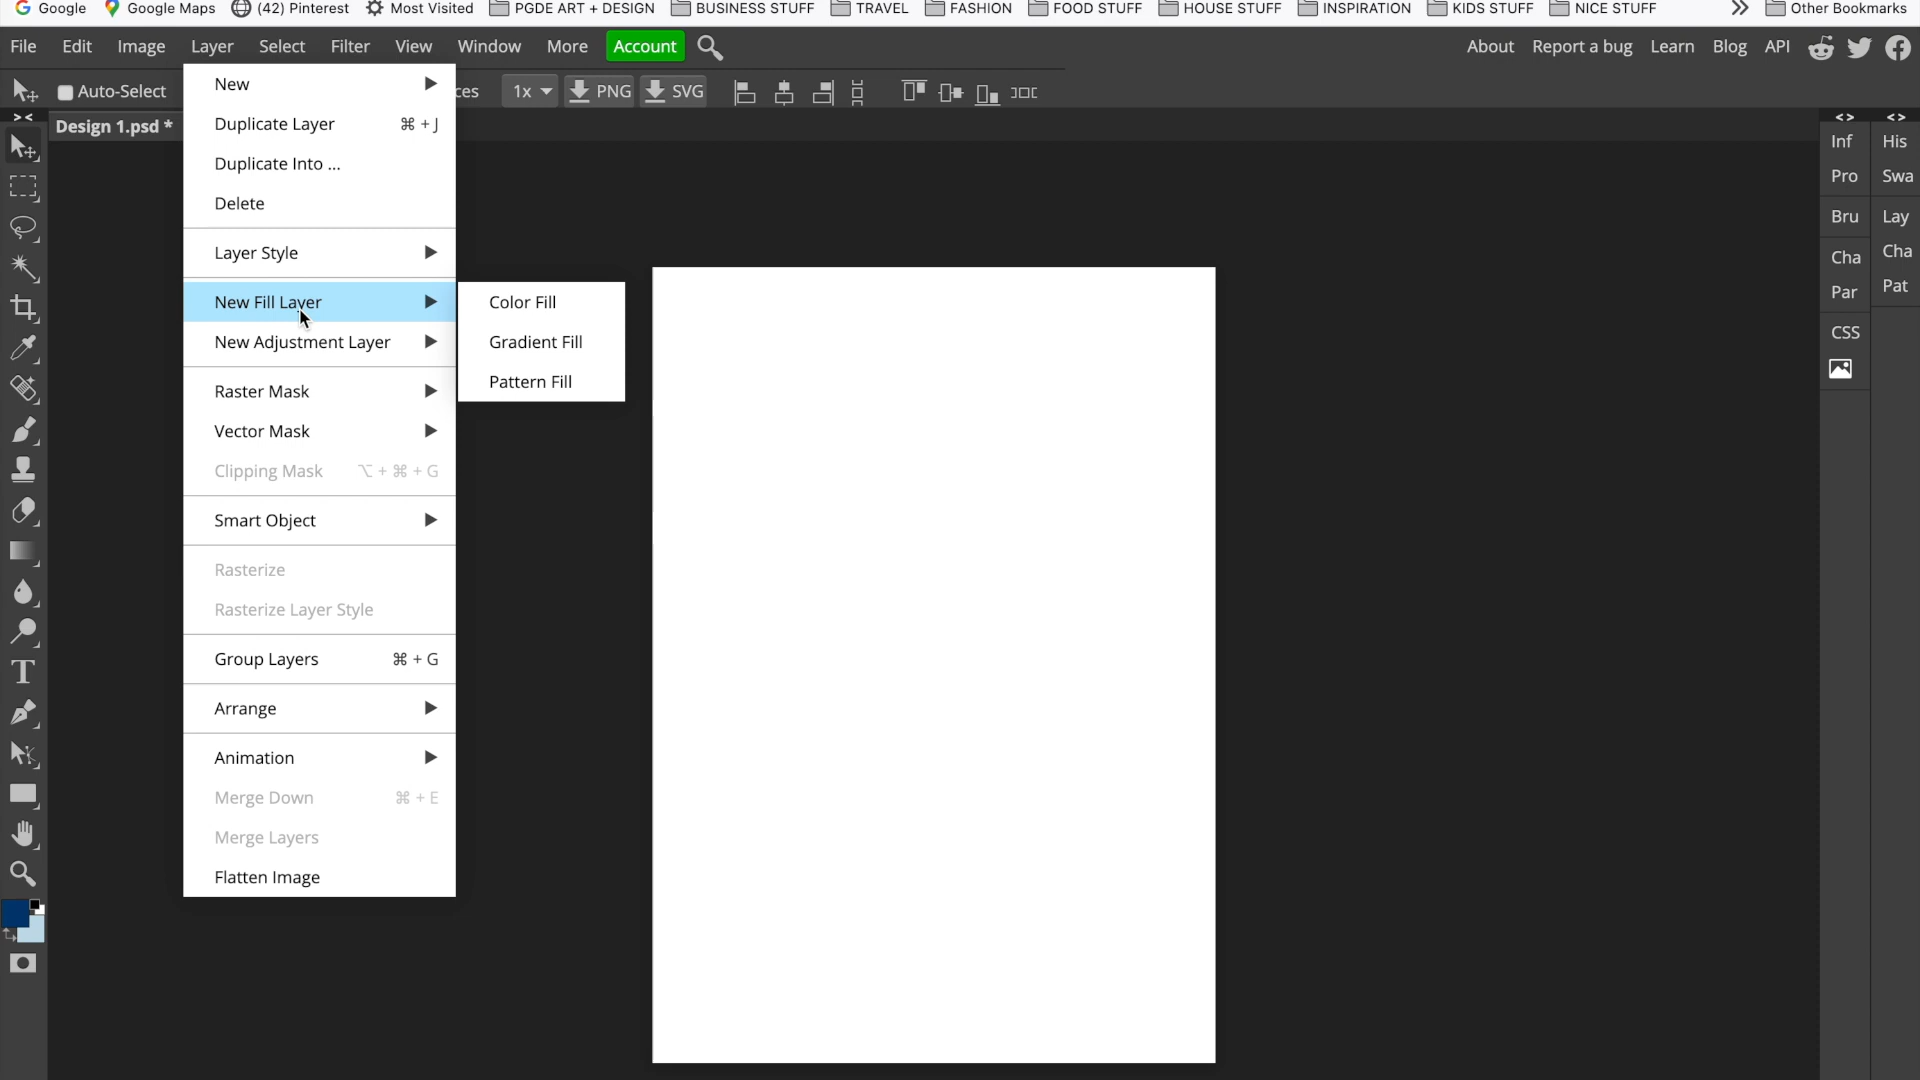 Google Google Maps (42) Pinterest Most Visited PGDE ART + DESIGN BUSINESS STUFF TRAVEL FASHION FOOD STUFF HOUSE STUFF INSPIRATION KIDS STUFF NICE STUFF Other Bookmarks
File Edit Image Layer Select Filter View Window More Account About Report a bug Learn Blog API
Auto-Select ces 1x PNG SVG
Design 1.psd *
New
Duplicate Layer ⌘ + J
Duplicate Into ...
Delete
Layer Style
New Fill Layer
New Adjustment Layer
Raster Mask
Vector Mask
Clipping Mask ⌥ + ⌘ + G
Smart Object
Rasterize
Rasterize Layer Style
Group Layers ⌘ + G
Arrange
Animation
Merge Down ⌘ + E
Merge Layers
Flatten Image
Color Fill
Gradient Fill
Pattern Fill
Inf
Pro
Bru
Cha
Par
CSS
His
Swa
Lay
Cha
Pat